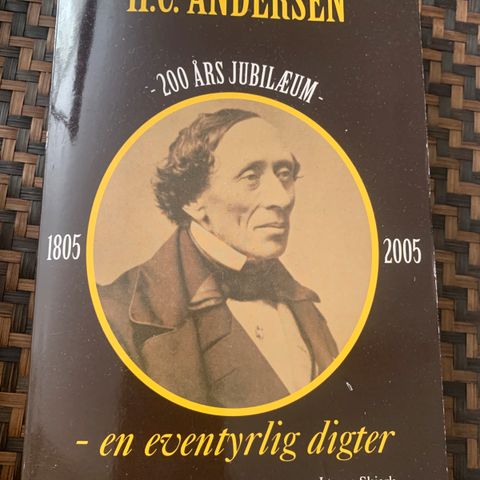 H.C. ANDERSEN
- 200 ÅRS JUBILÆUM -
1805
2005
- en eventyrlig digter